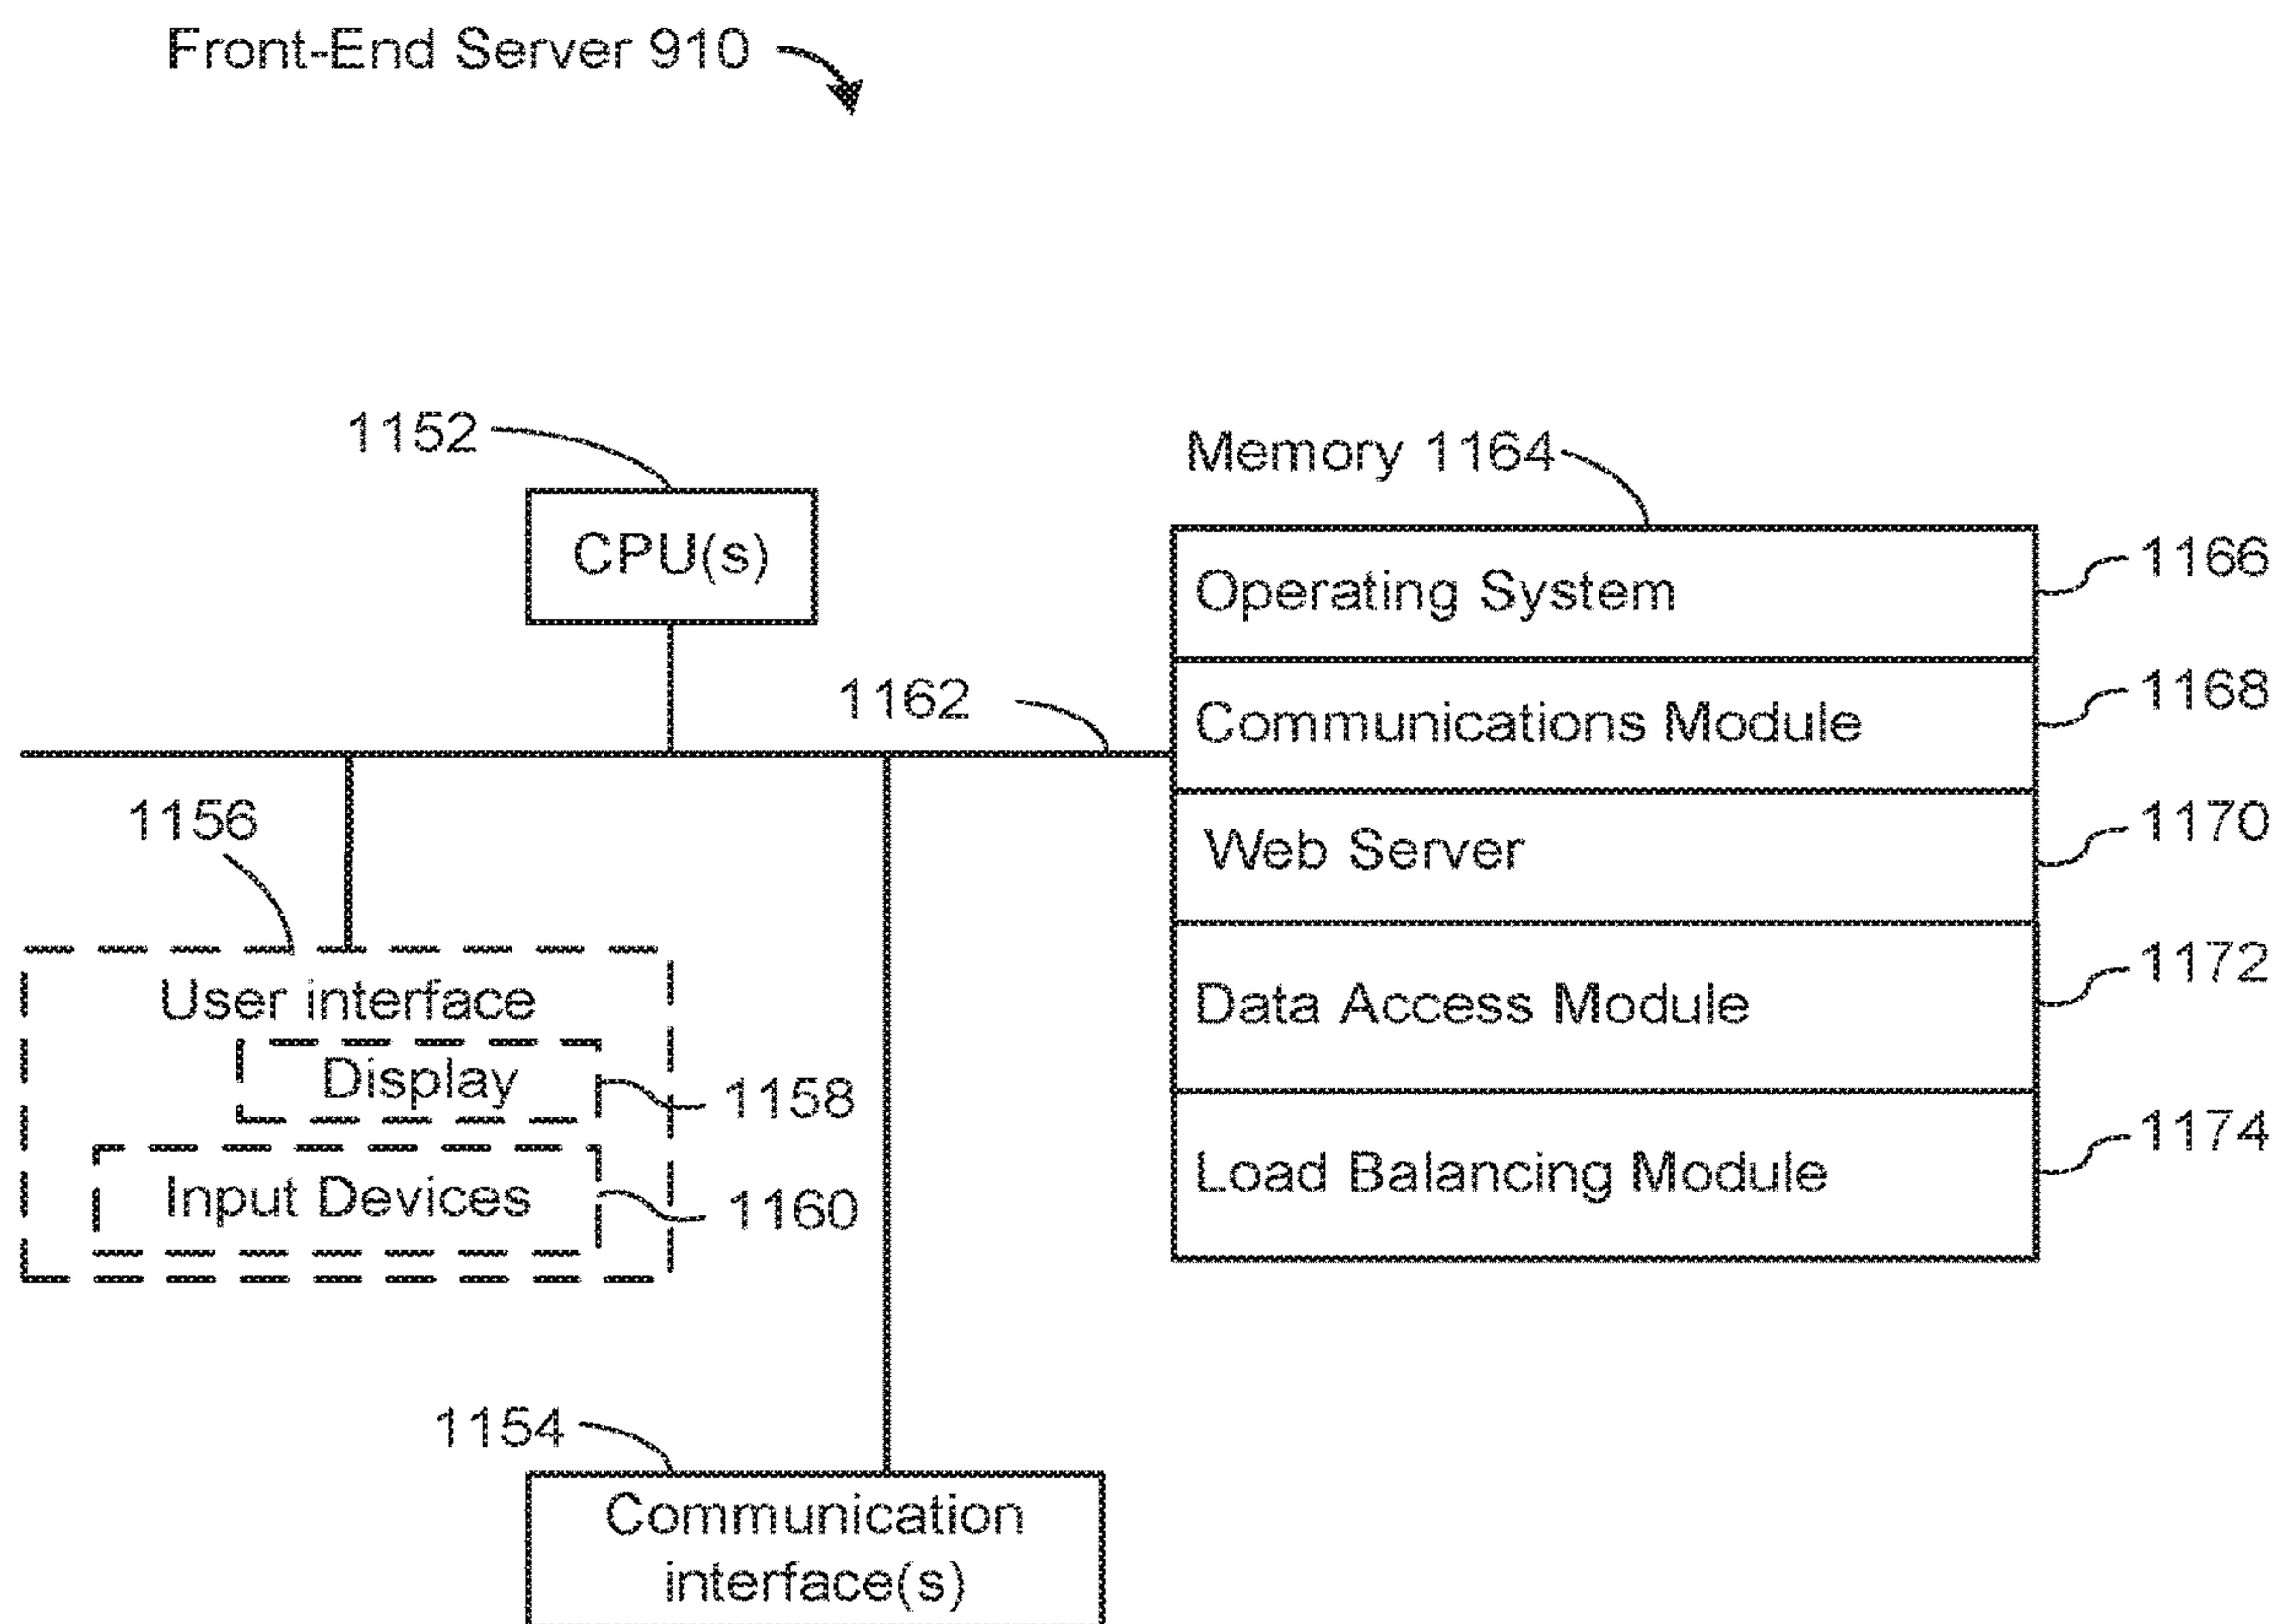 Front-End Server 910
1152
CPU(s)
Memory 1164
Operating System
1166
Communications Module
1168
Web Server
1170
Data Access Module
1172
Load Balancing Module
1174
1162
1156
User interface
Display
1158
Input Devices
1160
1154
Communication
interface(s)